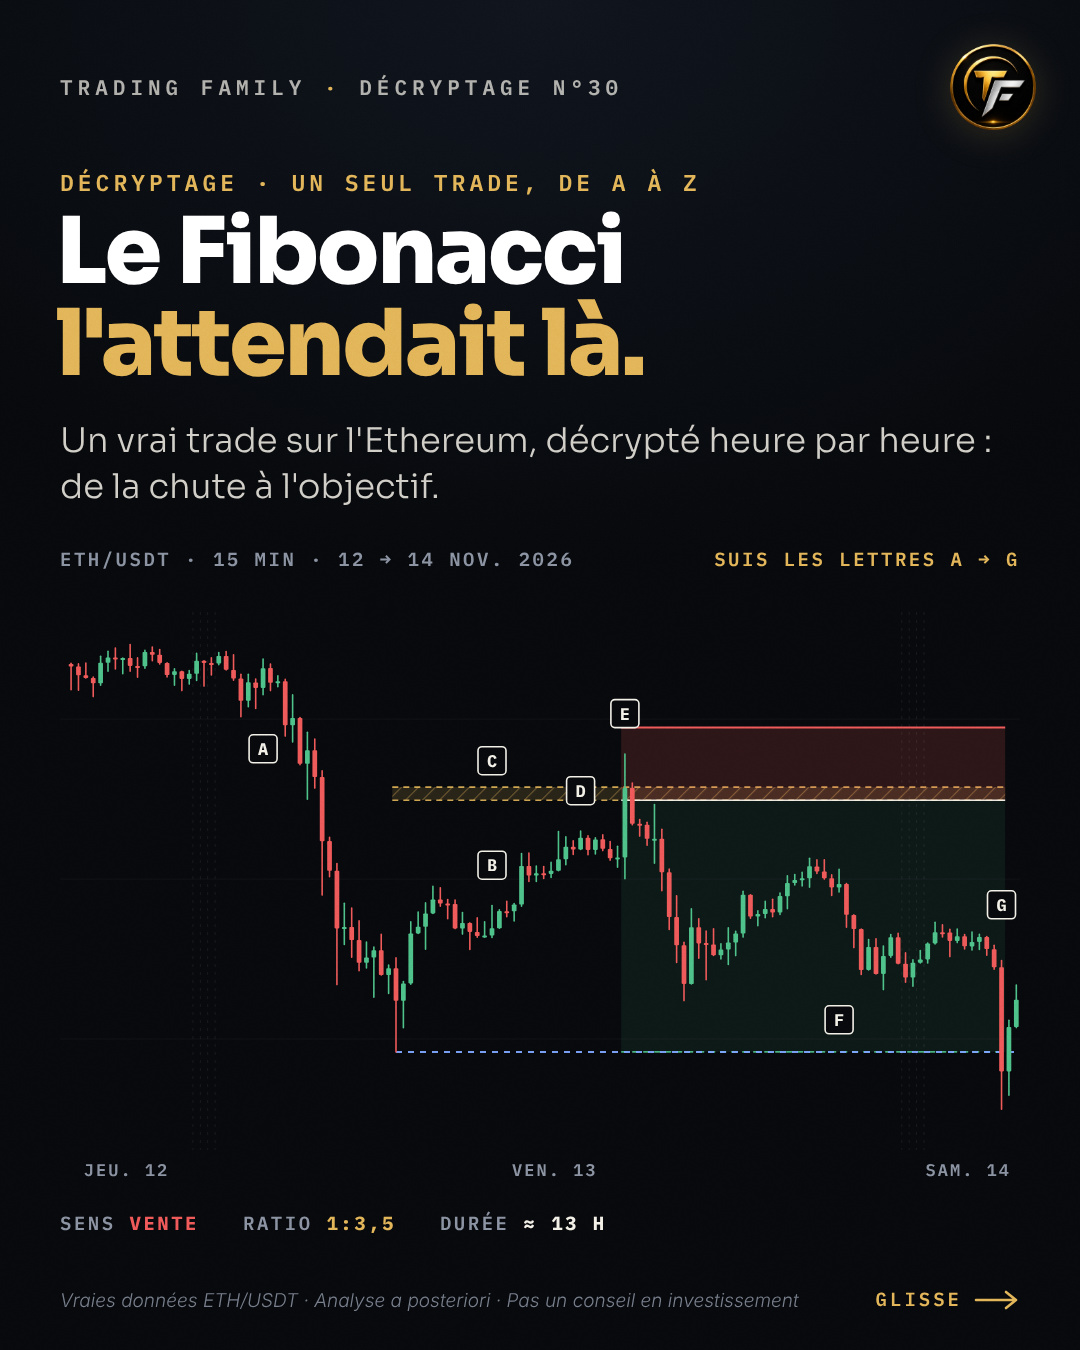 TRADING FAMILY · DÉCRYPTAGE N°30
TF
DÉCRYPTAGE · UN SEUL TRADE, DE A À Z
Le Fibonacci
l'attendait là.
Un vrai trade sur l'Ethereum, décrypté heure par heure :
de la chute à l'objectif.
ETH/USDT · 15 MIN · 12 → 14 NOV. 2026
SUIS LES LETTRES A → G
E
A
C
D
B
G
F
JEU. 12
VEN. 13
SAM. 14
SENS VENTE
RATIO 1:3,5
DURÉE ≈ 13 H
Vraies données ETH/USDT · Analyse a posteriori · Pas un conseil en investissement
GLISSE →